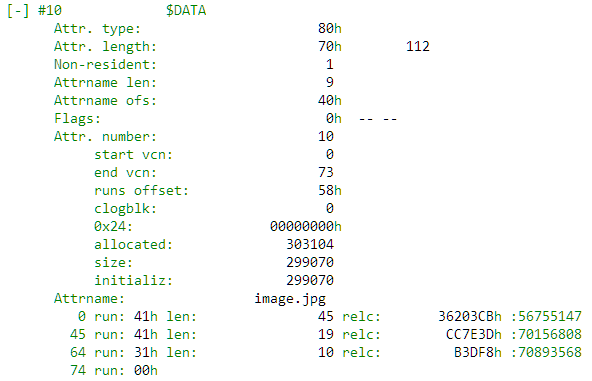 [-] #10 $DATA
Attr. type: 80h
Attr. length: 70h 112
Non-resident: 1
Attrname len: 9
Attrname ofs: 40h
Flags: 0h -- --
Attr. number: 10
start vcn: 0
end vcn: 73
runs offset: 58h
clogblk: 0
0x24: 00000000h
allocated: 303104
size: 299070
initializ: 299070
Attrname: image.jpg
0 run: 41h len: 45 relc: 36203CBh :56755147
45 run: 41h len: 19 relc: CC7E3Dh :70156808
64 run: 31h len: 10 relc: B3DF8h :70893568
74 run: 00h